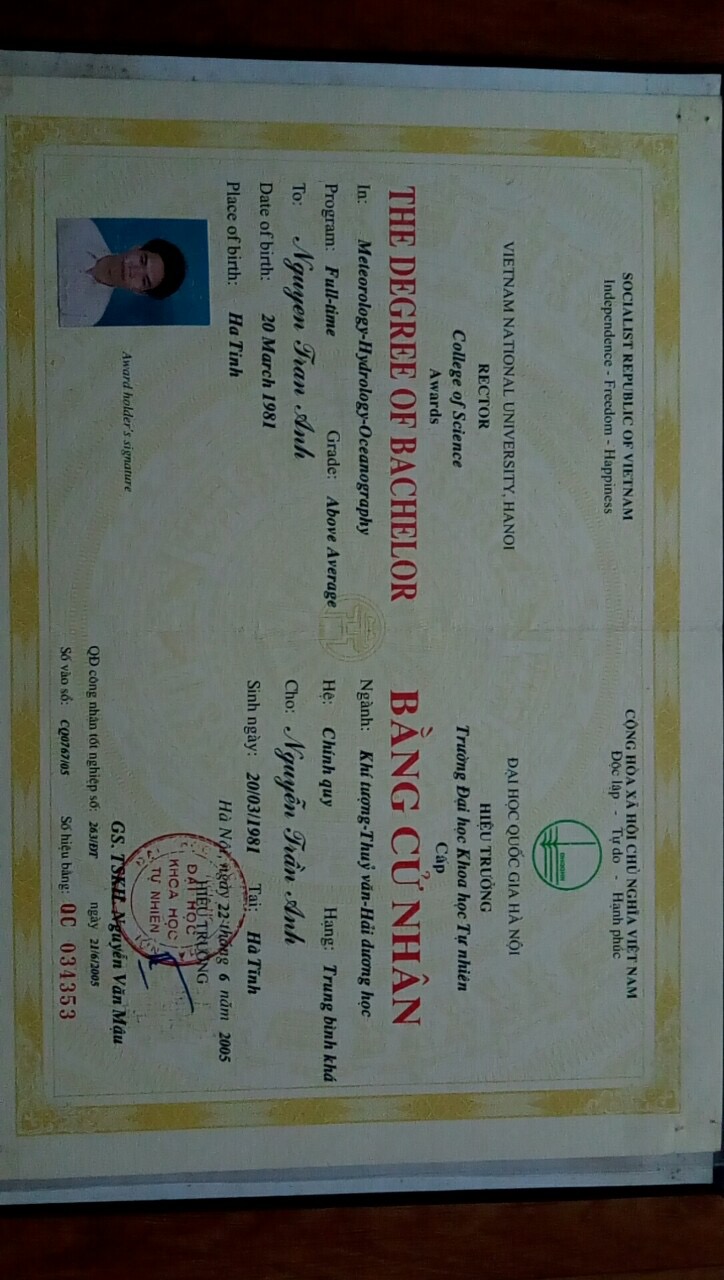 SOCIALIST REPUBLIC OF VIETNAM
Independence - Freedom - Happiness
VIETNAM NATIONAL UNIVERSITY, HANOI
RECTOR
College of Science
Awards
THE DEGREE OF BACHELOR
In: Meteorology-Hydrology-Oceanography
Program: Full-time Grade: Above Average
To: Nguyen Tran Anh
Date of birth: 20 March 1981
Place of birth: Ha Tinh
Award holder's signature
CỘNG HÒA XÃ HỘI CHỦ NGHĨA VIỆT NAM
Độc lập - Tự do - Hạnh phúc
ĐẠI HỌC QUỐC GIA HÀ NỘI
HIỆU TRƯỞNG
Trường Đại học Khoa học Tự nhiên
Cấp
BẰNG CỬ NHÂN
Ngành: Khí tượng-Thuỷ văn-Hải dương học
Hệ: Chính quy Hạng: Trung bình khá
Cho: Nguyễn Trần Anh
Sinh ngày: 20/03/1981 Tại: Hà Tĩnh
Hà Nội, ngày 22 tháng 6 năm 2005
HIỆU TRƯỞNG
ĐẠI HỌC
KHOA HỌC
TỰ NHIÊN
GS. TSKH. Nguyễn Văn Mậu
QĐ công nhận tốt nghiệp số: 263/ĐT ngày 21/6/2005
Số vào sổ: CQ0767/05 Số hiệu bằng: QC 034353